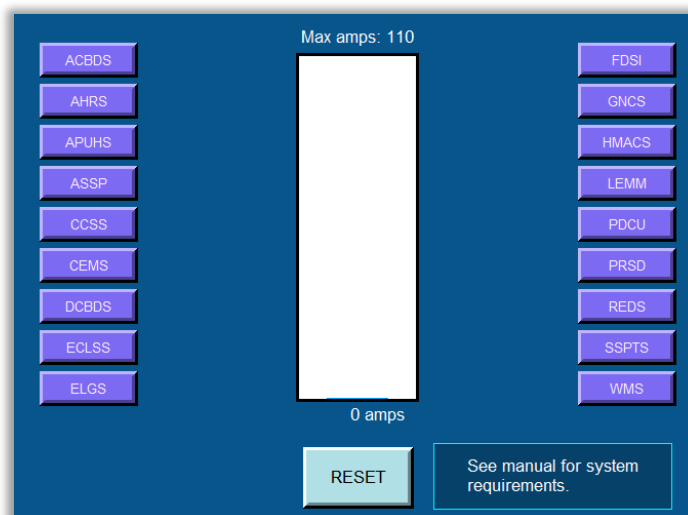 Max amps: 110
ACBDS
AHRS
APUHS
ASSP
CCSS
CEMS
DCBDS
ECLSS
ELGS
FDSI
GNCS
HMACS
LEMM
PDCU
PRSD
REDS
SSPTS
WMS
0 amps
RESET
See manual for system
requirements.